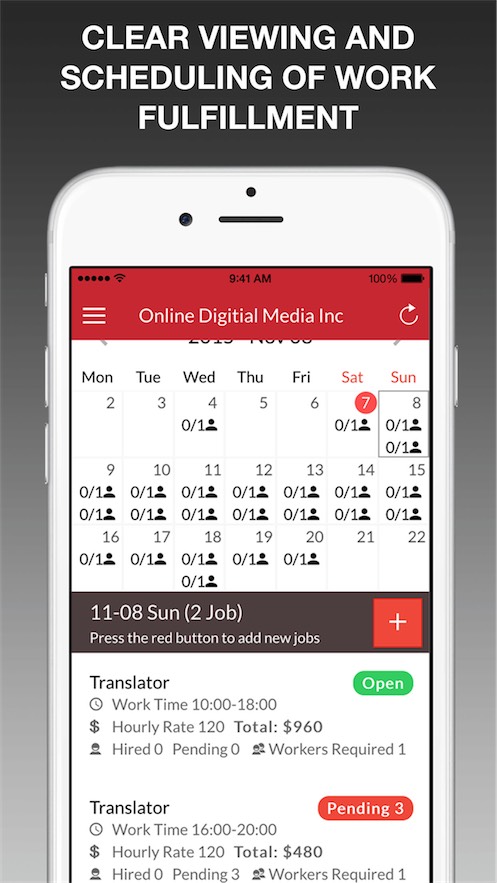 CLEAR VIEWING AND
SCHEDULING OF WORK
FULFILLMENT
9:41 AM 100%
Online Digitial Media Inc
Mon Tue Wed Thu Fri Sat Sun
2 3 4 5 6 7 8
0/1 0/1 0/1
0/1
9 10 11 12 13 14 15
0/1 0/1 0/1 0/1 0/1 0/1 0/1
0/1 0/1 0/1 0/1 0/1 0/1 0/1
16 17 18 19 20 21 22
0/1 0/1 0/1 0/1 0/1
0/1
11-08 Sun (2 Job)
+
Press the red button to add new jobs
Translator Open
Work Time 10:00-18:00
$ Hourly Rate 120 Total: $960
Hired 0 Pending 0 Workers Required 1
Translator Pending 3
Work Time 16:00-20:00
$ Hourly Rate 120 Total: $480
Hired 0 Pending 3 Workers Required 1